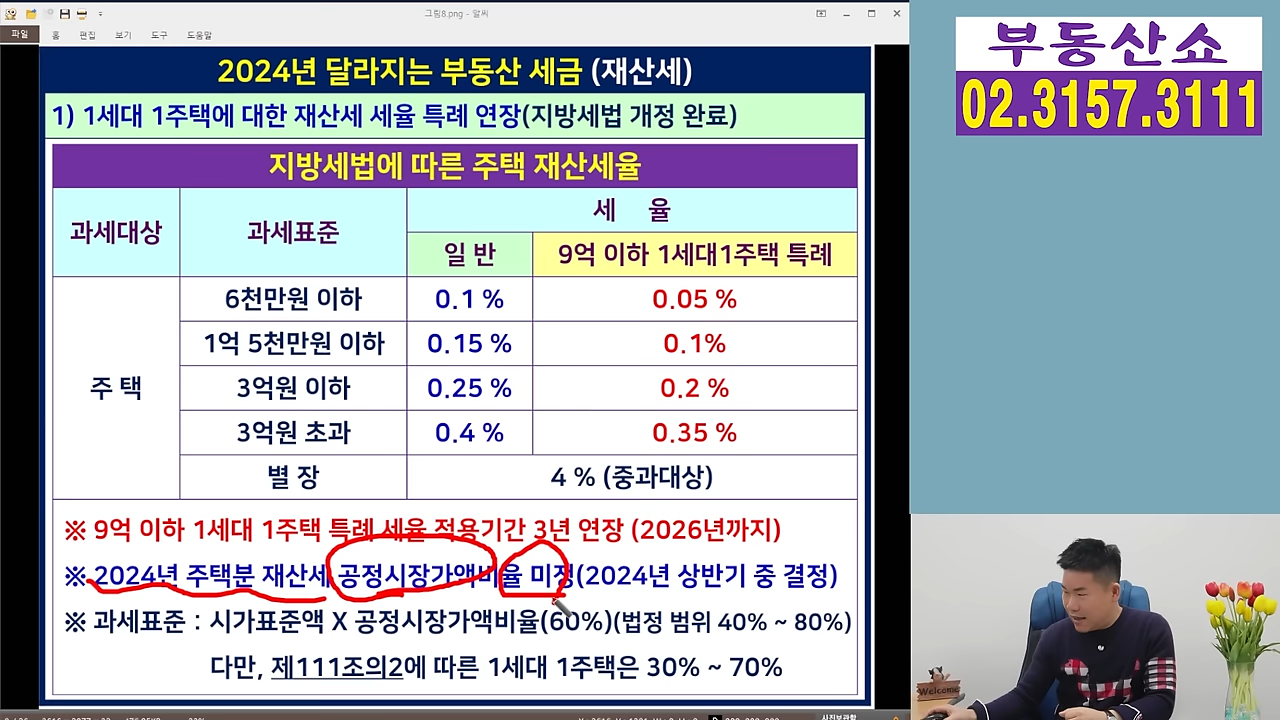 그림8.png - 알씨
파일 홈 편집 보기 도구 도움말
2024년 달라지는 부동산 세금 (재산세)
1) 1세대 1주택에 대한 재산세 세율 특례 연장(지방세법 개정 완료)
지방세법에 따른 주택 재산세율
과세대상 과세표준 세 율
일 반 9억 이하 1세대1주택 특례
주 택
6천만원 이하 0.1 % 0.05 %
1억 5천만원 이하 0.15 % 0.1%
3억원 이하 0.25 % 0.2 %
3억원 초과 0.4 % 0.35 %
별 장 4 % (중과대상)
※ 9억 이하 1세대 1주택 특례 세율 적용기간 3년 연장 (2026년까지)
※ 2024년 주택분 재산세 공정시장가액비율 미정(2024년 상반기 중 결정)
※ 과세표준 : 시가표준액 X 공정시장가액비율(60%)(법정 범위 40% ~ 80%)
다만, 제111조의2에 따른 1세대 1주택은 30% ~ 70%
부동산쇼
02.3157.3111
Welcome